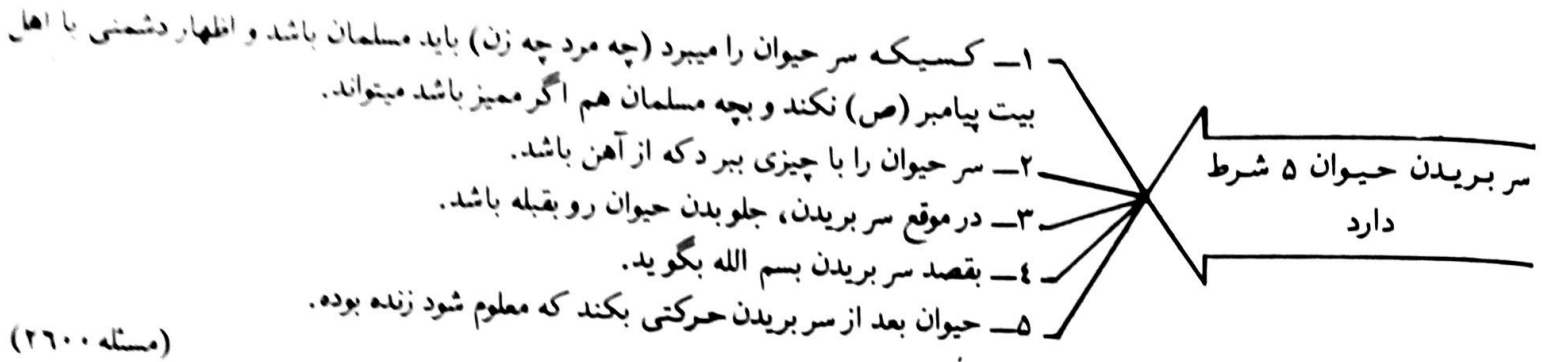 سر بریدن حیوان ۵ شرط
دارد
۱ــ کسیکه سر حیوان را میبرد (چه مرد چه زن) باید مسلمان باشد و اظهار دشمنی با اهل
بیت پیامبر (ص) نکند و بچه مسلمان هم اگر ممیز باشد میتواند.
۲ــ سر حیوان را با چیزی ببرد که از آهن باشد.
۳ــ در موقع سر بریدن، جلو بدن حیوان رو بقبله باشد.
٤ــ بقصد سر بریدن بسم الله بگوید.
۵ــ حیوان بعد از سر بریدن حرکتی بکند که معلوم شود زنده بوده.
(مسئله ۲٦۰۰)